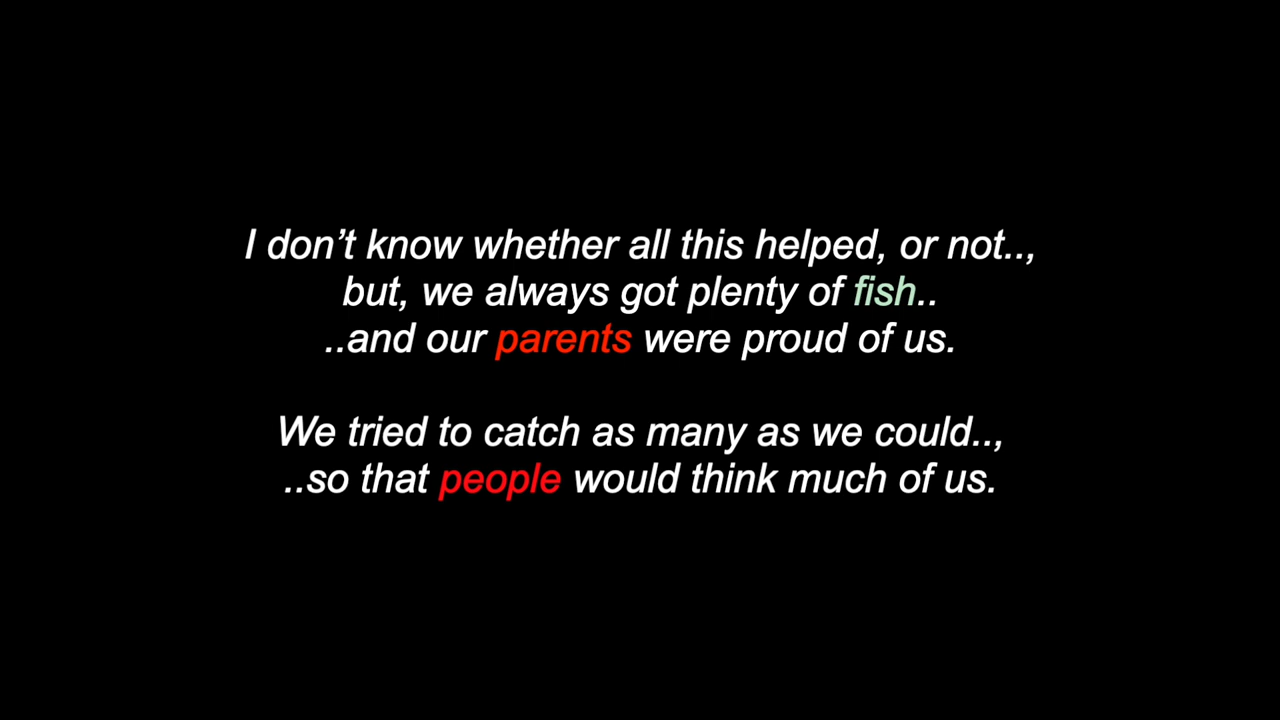 I don’t know whether all this helped, or not..,
but, we always got plenty of fish..
..and our parents were proud of us.
We tried to catch as many as we could..,
..so that people would think much of us.